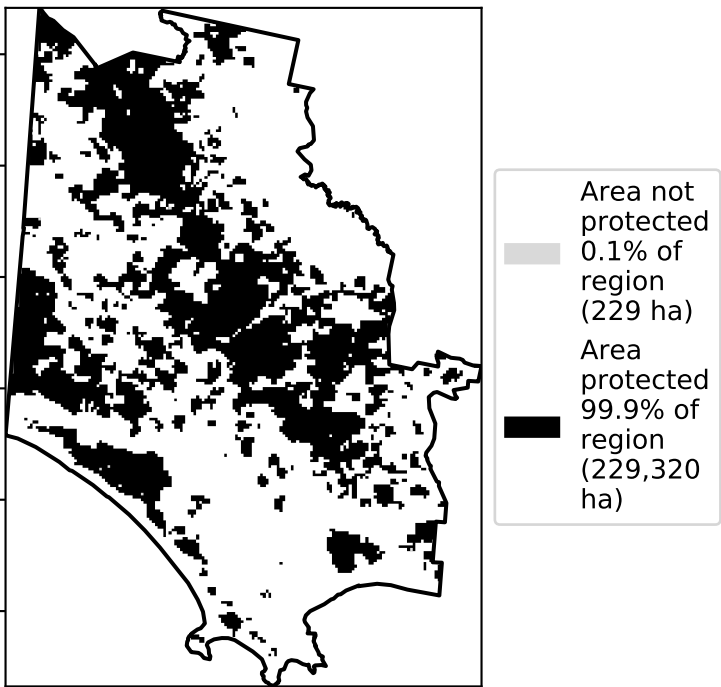 Area not
protected
0.1% of
region
(229 ha)
Area
protected
99.9% of
region
(229,320
ha)